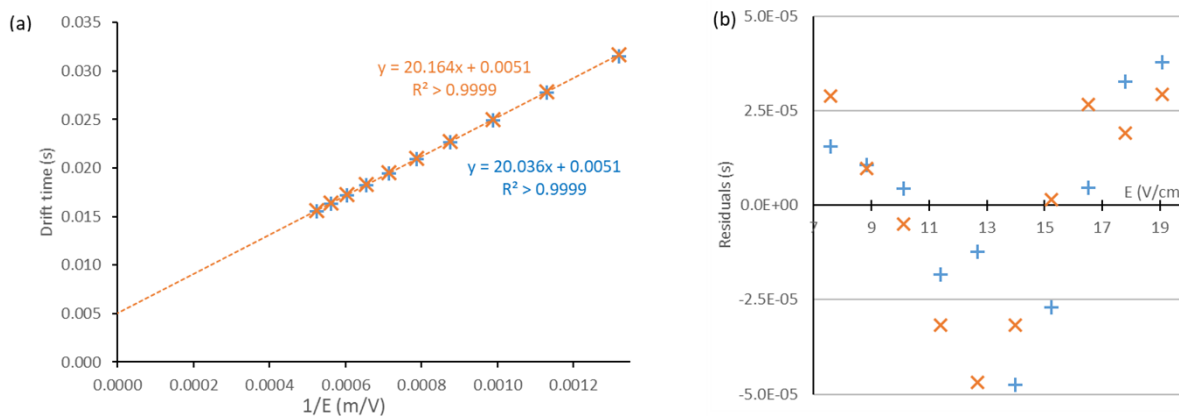 (a)
0.035
0.030
0.025
0.020
0.015
0.010
0.005
0.000
Drift time (s)
y = 20.164x + 0.0051
R² > 0.9999
y = 20.036x + 0.0051
R² > 0.9999
0.0000 0.0002 0.0004 0.0006 0.0008 0.0010 0.0012
1/E (m/V)
(b)
5.0E-05
2.5E-05
0.0E+00
-2.5E-05
-5.0E-05
Residuals (s)
E (V/cm
7 9 11 13 15 17 19